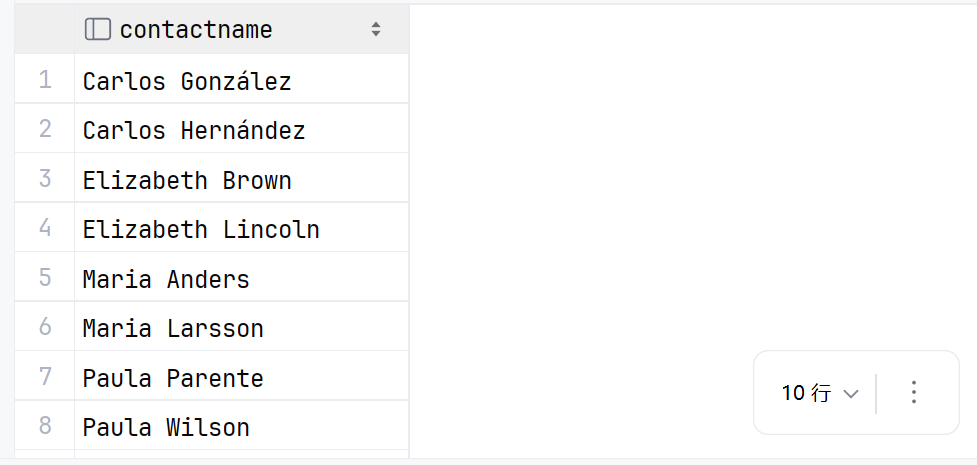 contactname
1 Carlos González
2 Carlos Hernández
3 Elizabeth Brown
4 Elizabeth Lincoln
5 Maria Anders
6 Maria Larsson
7 Paula Parente
8 Paula Wilson
10 行